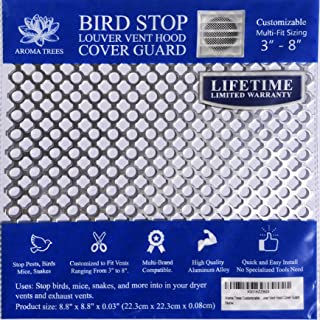 BIRD STOP
LOUVER VENT HOOD
COVER GUARD
AROMA TREES
Customizable
Multi-Fit Sizing
3" - 8"
LIFETIME
LIMITED WARRANTY
Stop Pests, Birds
Mice, Snakes
Customized to Fit Vents
Ranging From 3" to 8".
Multi-Brand
Compatible.
High Quality
Aluminum Alloy
Quick and Easy Install
No Specialized Tools Need
Uses: Stop birds, mice, snakes, and more into in your dryer
vents and exhaust vents.
Product size: 8.8" x 8.8" x 0.03" (22.3cm x 22.3cm x 0.08cm)